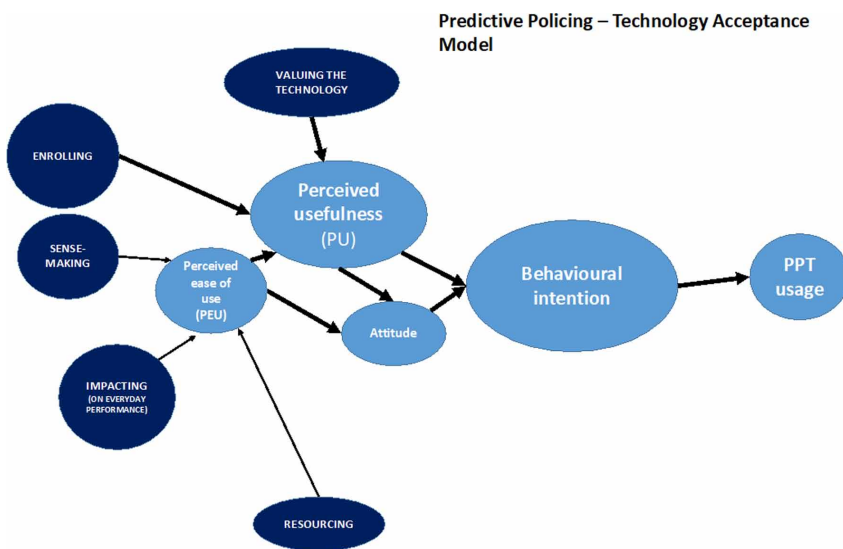 Predictive Policing – Technology Acceptance
Model
VALUING THE
TECHNOLOGY
ENROLLING
Perceived
usefulness
(PU)
SENSE-
MAKING
Perceived
ease of
use
(PEU)
Behavioural
intention
PPT
usage
Attitude
IMPACTING
(ON EVERYDAY
PERFORMANCE)
RESOURCING